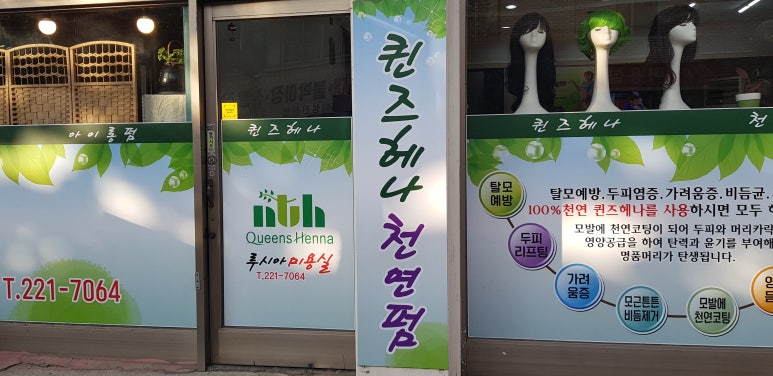 아이롱펌
T.221-7064
퀸즈헤나
nth
Queens Henna
루시아 미용실
T.221-7064
퀸즈헤나 천연펌
퀸즈헤나
천
탈모예방.두피염증.가려움증.비듬균.
100%천연 퀸즈헤나를 사용하시면 모두 하
모발에 천연코팅이 되어 두피와 머리카락
영양공급을 하여 탄력과 윤기를 부여해
명품머리가 탄생됩니다.
탈모
예방
두피
리프팅
가려
움증
모근튼튼
비듬제거
모발에
천연코팅